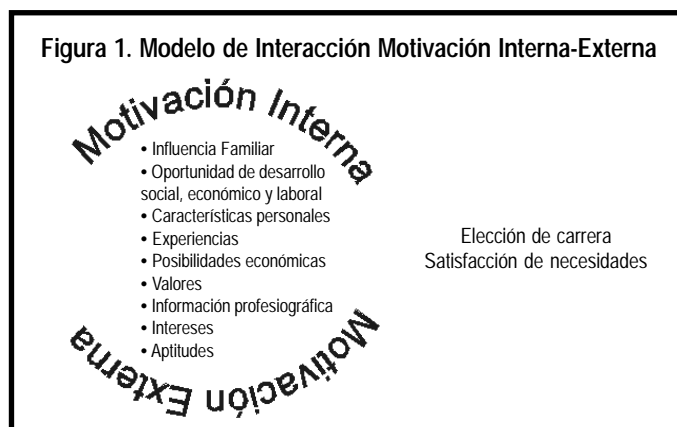 Figura 1. Modelo de Interacción Motivación Interna-Externa
Motivación Interna
• Influencia Familiar
• Oportunidad de desarrollo
social, económico y laboral
• Características personales
• Experiencias
• Posibilidades económicas
• Valores
• Información profesiográfica
• Intereses
• Aptitudes
Motivación Externa
Elección de carrera
Satisfacción de necesidades